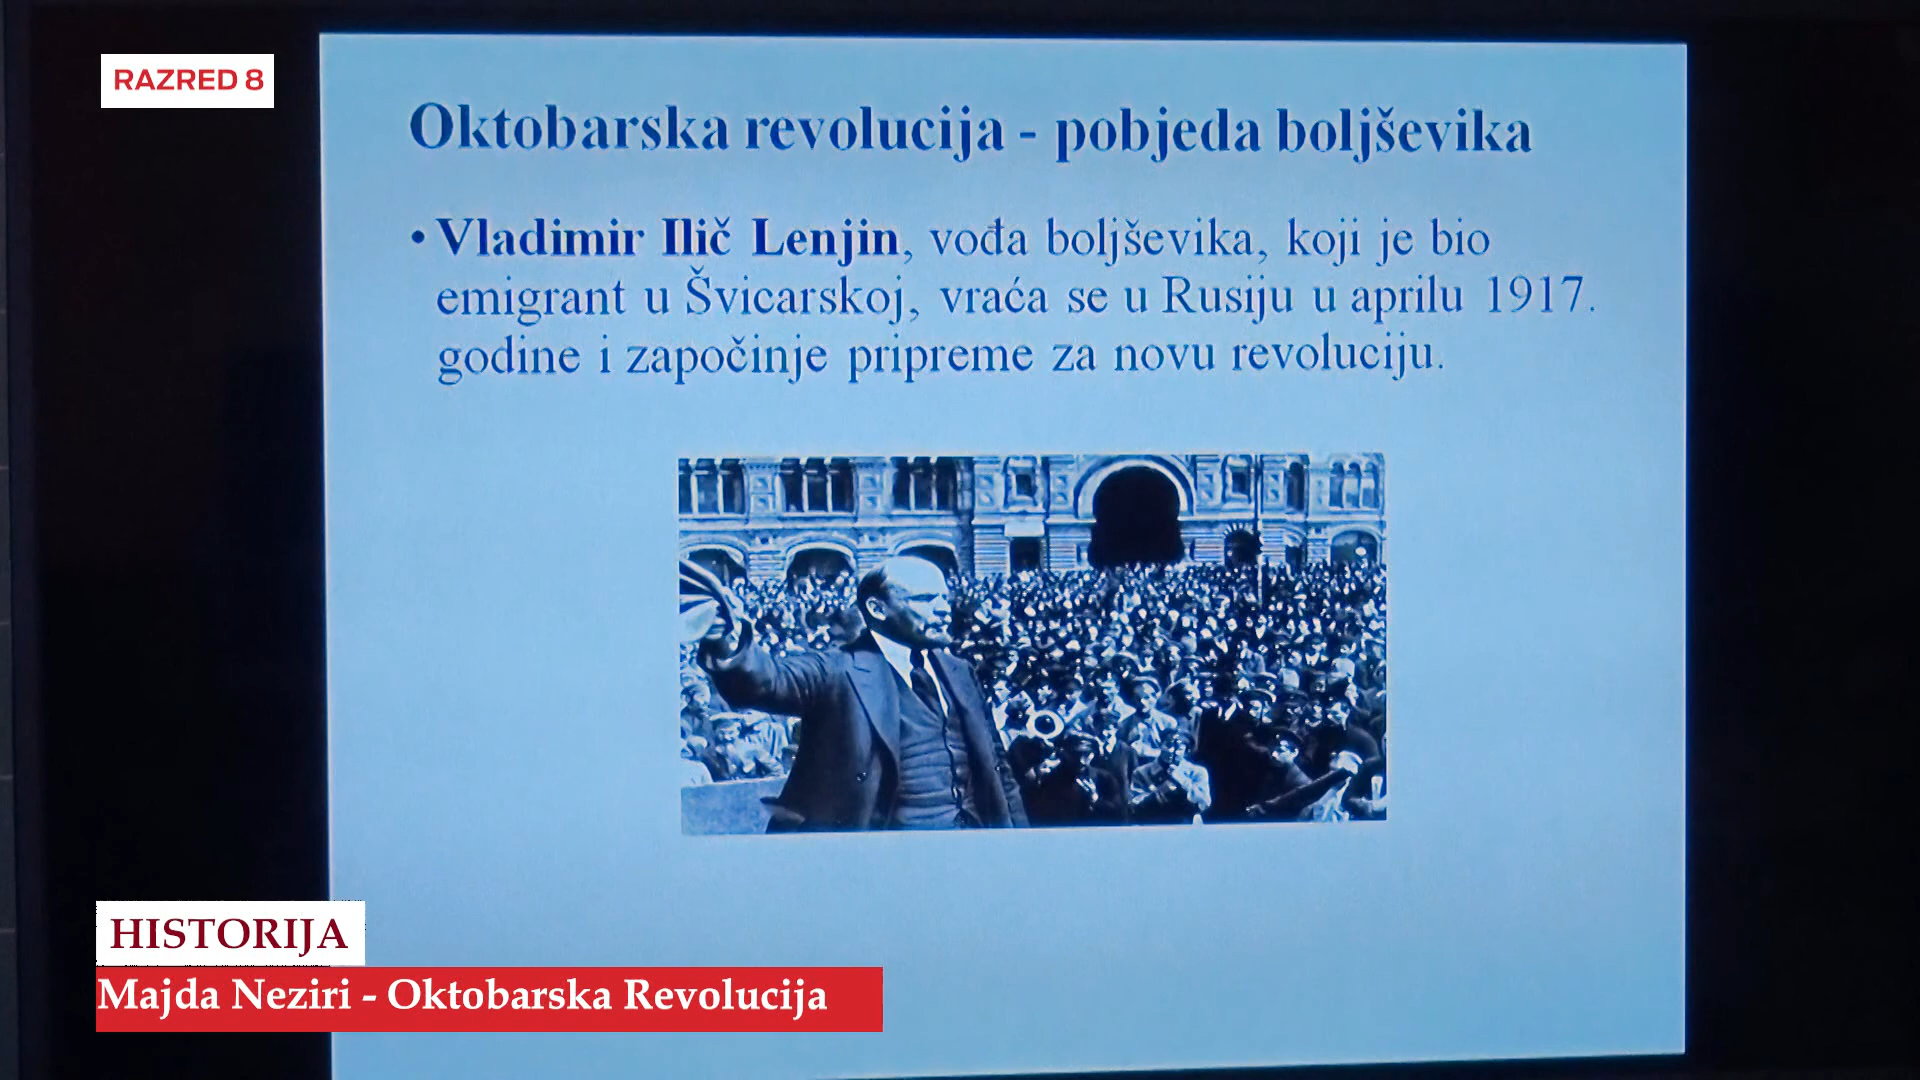 RAZRED 8
Oktobarska revolucija - pobjeda boljševika
• Vladimir Ilič Lenjin, vođa boljševika, koji je bio
emigrant u Švicarskoj, vraća se u Rusiju u aprilu 1917.
godine i započinje pripreme za novu revoluciju.
HISTORIJA
Majda Neziri - Oktobarska Revolucija